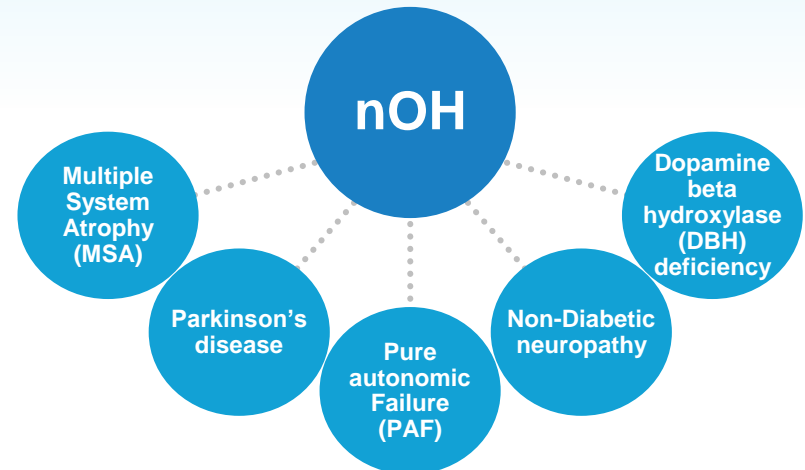 nOH
Multiple
System
Atrophy
(MSA)
Parkinson’s
disease
Pure
autonomic
Failure
(PAF)
Non-Diabetic
neuropathy
Dopamine
beta
hydroxylase
(DBH)
deficiency